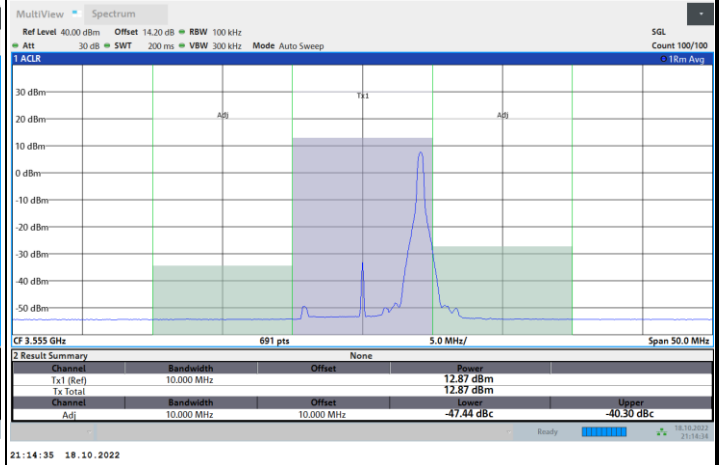 MultiView Spectrum
Ref Level 40.00 dBm Offset 14.20 dB RBW 100 kHz SGL
Att 30 dB SWT 200 ms VBW 300 kHz Mode Auto Sweep Count 100/100
1 ACLR 1Rm Avg
30 dBm
Tx1
20 dBm
Adj Adj
10 dBm
0 dBm
-10 dBm
-20 dBm
-30 dBm
-40 dBm
-50 dBm
CF 3.555 GHz 691 pts 5.0 MHz/ Span 50.0 MHz
2 Result Summary None
Channel Bandwidth Offset Power
Tx1 (Ref) 10.000 MHz 12.87 dBm
Tx Total 12.87 dBm
Channel Bandwidth Offset Lower Upper
Adj 10.000 MHz 10.000 MHz -47.44 dBc -40.30 dBc
Ready 18.10.2022
21:14:34
21:14:35 18.10.2022